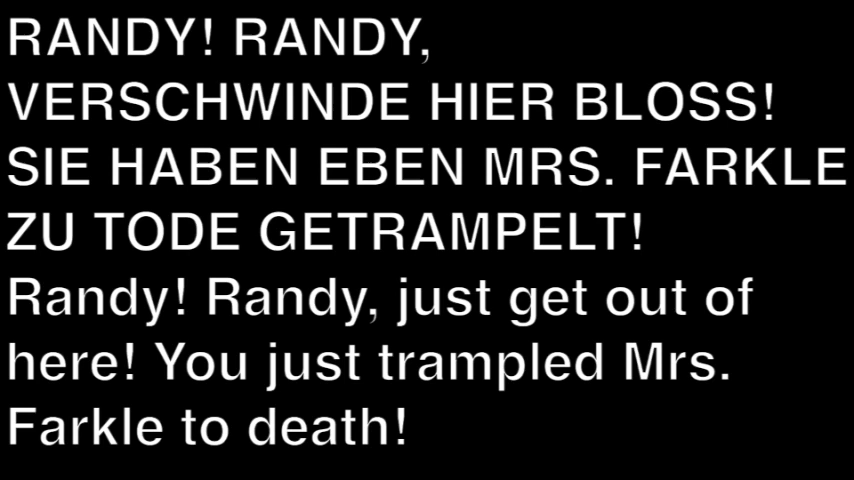 RANDY! RANDY,
VERSCHWINDE HIER BLOSS!
SIE HABEN EBEN MRS. FARKLE
ZU TODE GETRAMPELT!
Randy! Randy, just get out of
here! You just trampled Mrs.
Farkle to death!